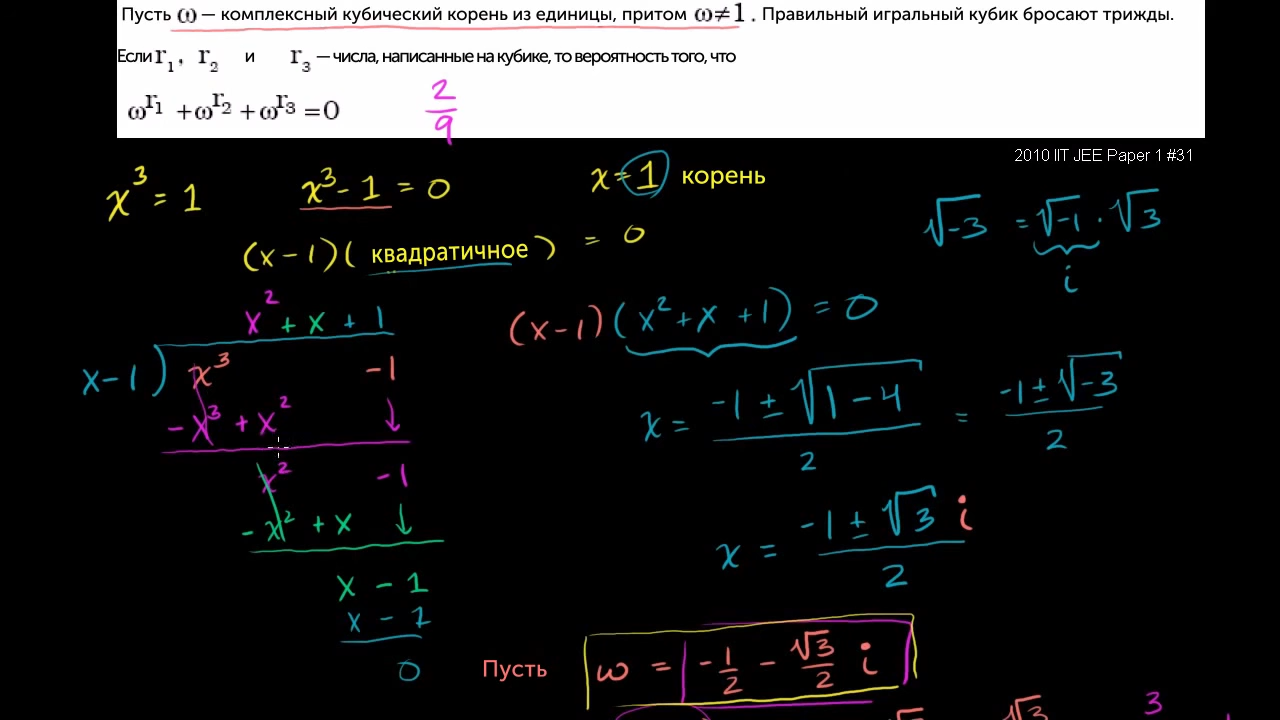 Пусть ω — комплексный кубический корень из единицы, притом ω≠1. Правильный игральный кубик бросают трижды.
Если r₁, r₂ и r₃ — числа, написанные на кубике, то вероятность того, что
ω^r₁ + ω^r₂ + ω^r₃ = 0
2/9
2010 IIT JEE Paper 1 #31
x³ = 1
x³ - 1 = 0
x = 1 корень
(x - 1)( квадратичное ) = 0
√-3 = √-1 · √3
i
x² + x + 1
x-1 ) x³ -1
-x³ + x² ↓
x² -1
-x² + x ↓
x - 1
x - 1
0
(x-1)(x² + x + 1) = 0
x = (-1 ± √(1-4))/2 = (-1 ± √-3)/2
x = (-1 ± √3 i)/2
Пусть ω = -1/2 - √3/2 i
√3
3